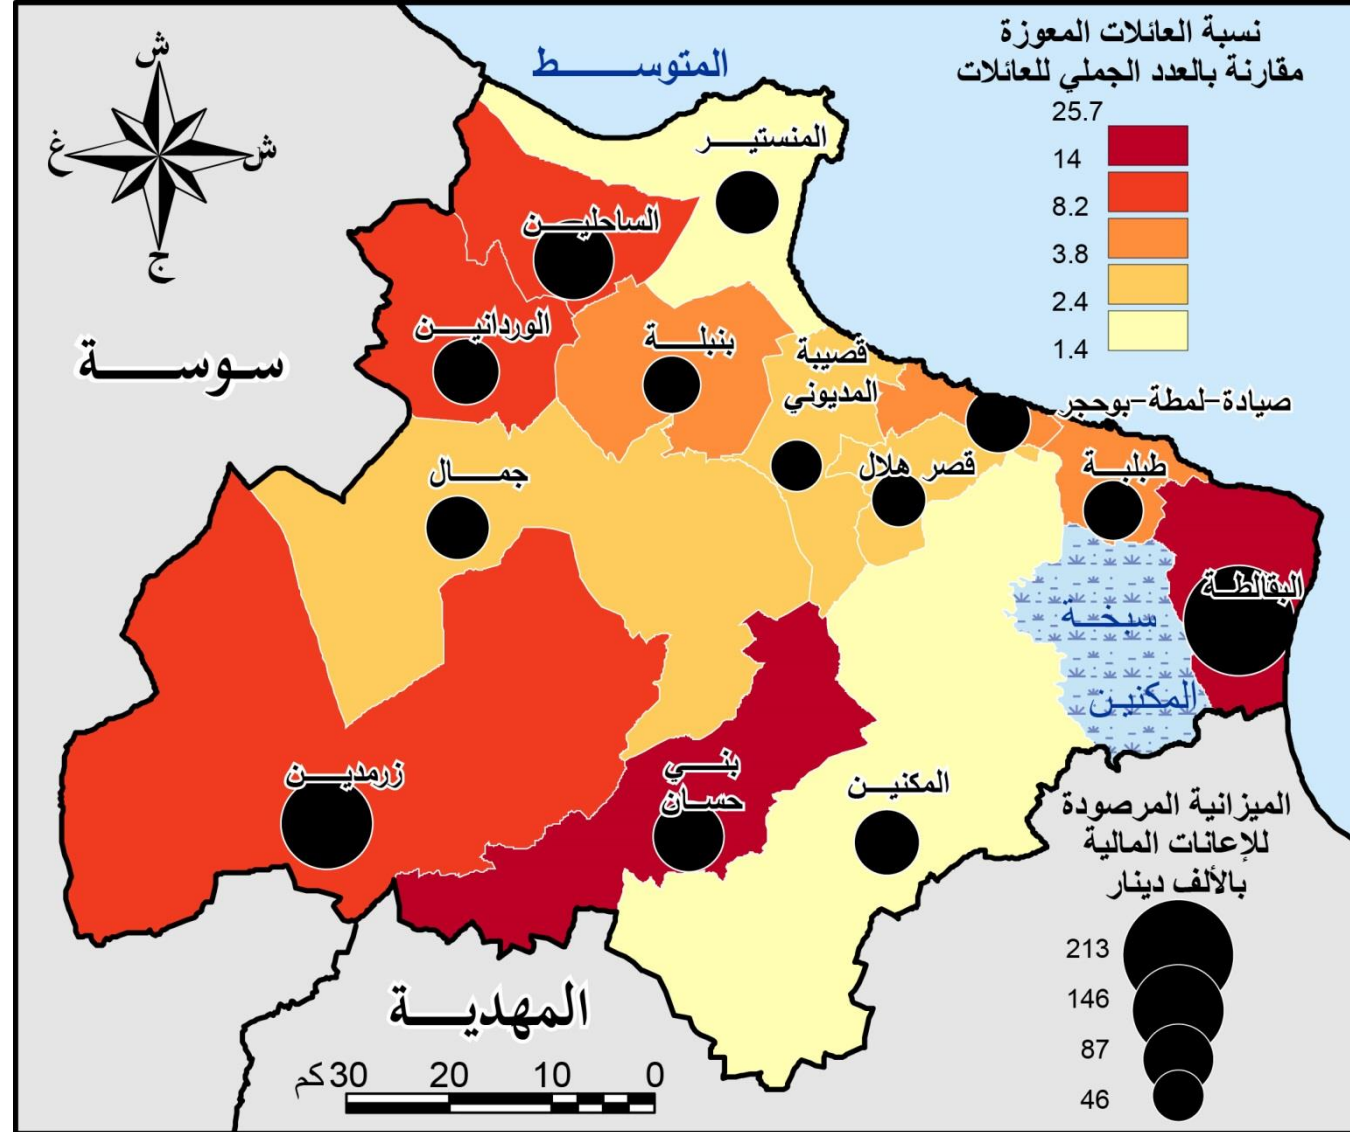 نسبة العائلات المعوزة
مقارنة بالعدد الجملي للعائلات
25.7
14
8.2
3.8
2.4
1.4
المتوسط
ش
ش
غ
ج
المنستير
الساحلين
الوردانين
بنبلة
قصيبة
المديوني
صيادة-لمطة-بوحجر
قصر هلال
طبلبة
سوسة
جمال
البقالطة
سبخة
المكنين
زرمدين
بني
حسان
المكنين
الميزانية المرصودة
للإعانات المالية
بالألف دينار
213
146
87
46
المهدية
كم 30 20 10 0